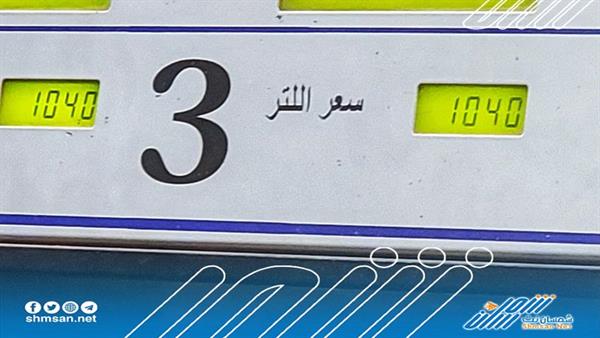 1040
3
سعر اللتر
1040
shmsan.net
شمسان نت
Shmsan Net